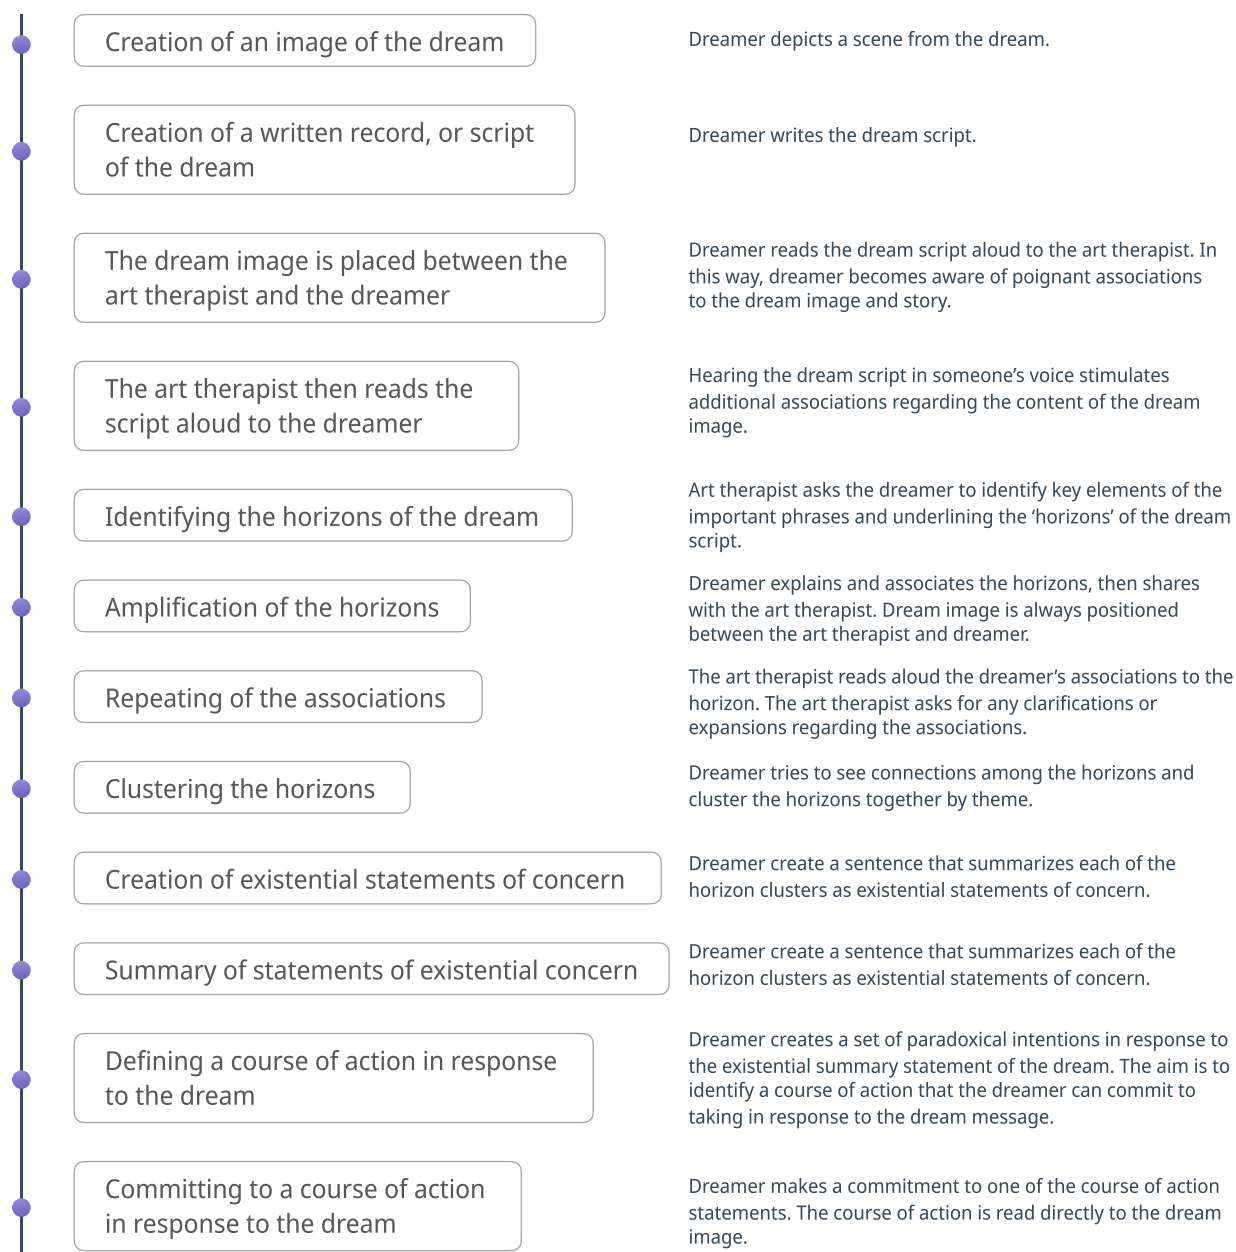 Creation of an image of the dream
Dreamer depicts a scene from the dream.
Creation of a written record, or script
of the dream
Dreamer writes the dream script.
The dream image is placed between the
art therapist and the dreamer
Dreamer reads the dream script aloud to the art therapist. In
this way, dreamer becomes aware of poignant associations
to the dream image and story.
The art therapist then reads the
script aloud to the dreamer
Hearing the dream script in someone’s voice stimulates
additional associations regarding the content of the dream
image.
Identifying the horizons of the dream
Art therapist asks the dreamer to identify key elements of the
important phrases and underlining the ‘horizons’ of the dream
script.
Amplification of the horizons
Dreamer explains and associates the horizons, then shares
with the art therapist. Dream image is always positioned
between the art therapist and dreamer.
Repeating of the associations
The art therapist reads aloud the dreamer’s associations to the
horizon. The art therapist asks for any clarifications or
expansions regarding the associations.
Clustering the horizons
Dreamer tries to see connections among the horizons and
cluster the horizons together by theme.
Creation of existential statements of concern
Dreamer create a sentence that summarizes each of the
horizon clusters as existential statements of concern.
Summary of statements of existential concern
Dreamer create a sentence that summarizes each of the
horizon clusters as existential statements of concern.
Defining a course of action in response
to the dream
Dreamer creates a set of paradoxical intentions in response to
the existential summary statement of the dream. The aim is to
identify a course of action that the dreamer can commit to
taking in response to the dream message.
Committing to a course of action
in response to the dream
Dreamer makes a commitment to one of the course of action
statements. The course of action is read directly to the dream
image.